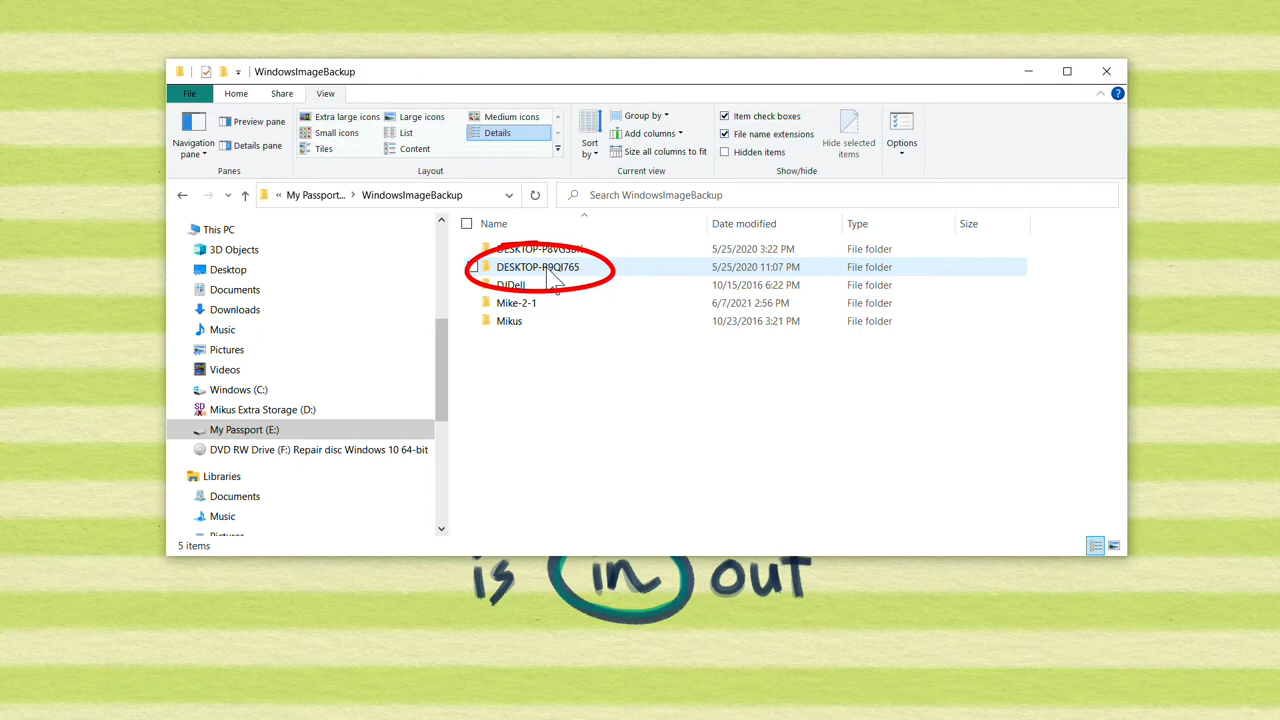 WindowsImageBackup
File Home Share View
Navigation pane
Preview pane
Details pane
Panes
Extra large icons Large icons Medium icons
Small icons List Details
Tiles Content
Layout
Sort by
Group by
Add columns
Size all columns to fit
Current view
Item check boxes
File name extensions
Hidden items
Hide selected items
Show/hide
Options
« My Passport... > WindowsImageBackup
Search WindowsImageBackup
This PC
3D Objects
Desktop
Documents
Downloads
Music
Pictures
Videos
Windows (C:)
Mikus Extra Storage (D:)
My Passport (E:)
DVD RW Drive (F:) Repair disc Windows 10 64-bit
Libraries
Documents
Music
Pictures
Name Date modified Type Size
5/25/2020 3:22 PM File folder
DESKTOP-R9QI765 5/25/2020 11:07 PM File folder
DJDell 10/15/2016 6:22 PM File folder
Mike-2-1 6/7/2021 2:56 PM File folder
Mikus 10/23/2016 3:21 PM File folder
5 items
is in out